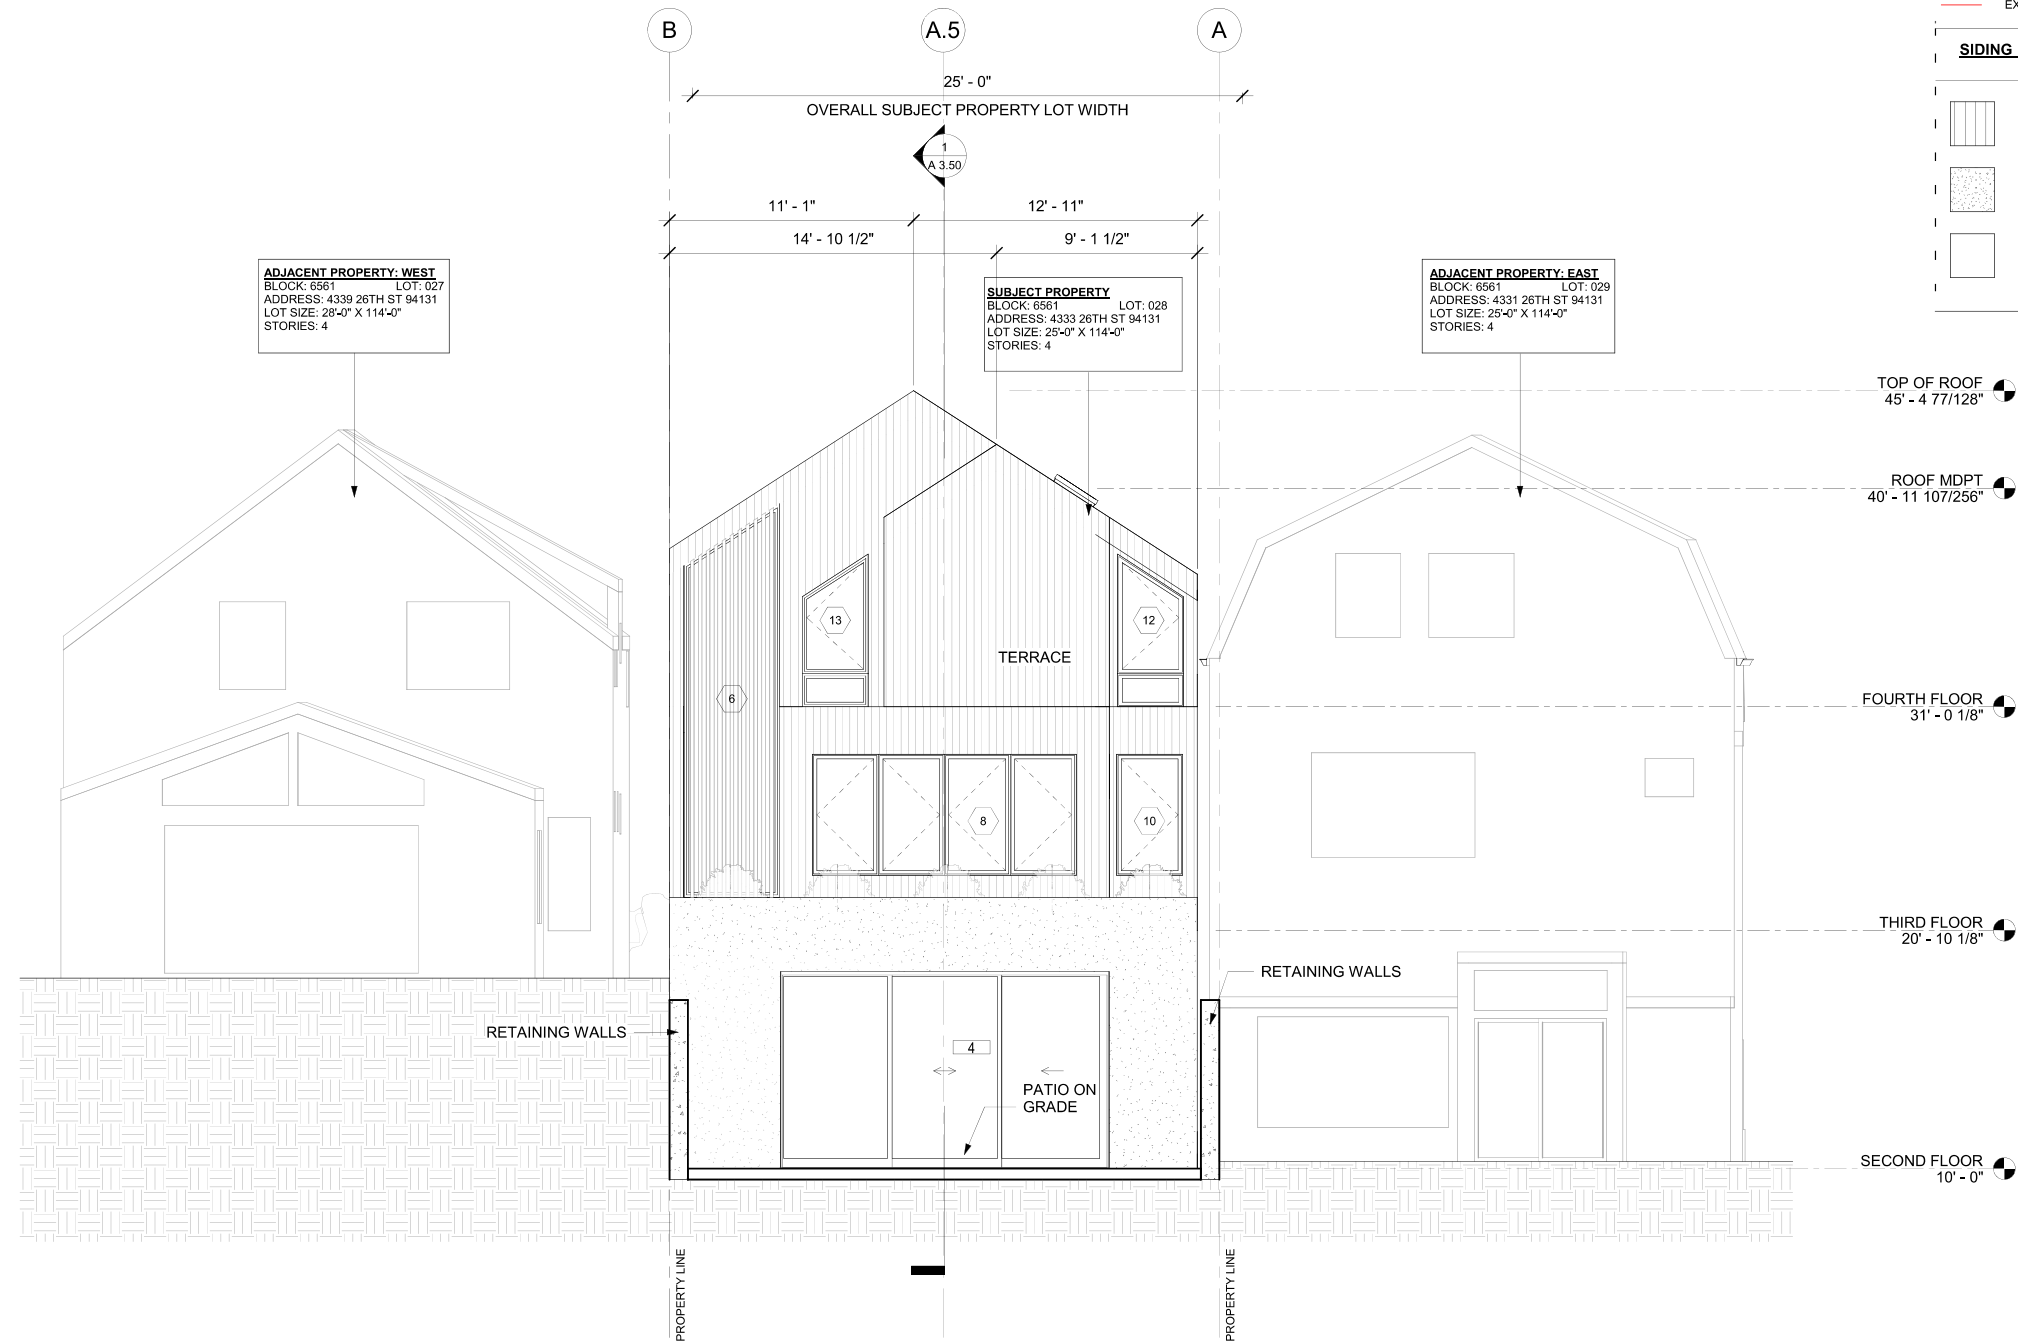 EX
SIDING
B
A.5
A
25' - 0"
OVERALL SUBJECT PROPERTY LOT WIDTH
1
A 3.50
11' - 1"
12' - 11"
14' - 10 1/2"
9' - 1 1/2"
ADJACENT PROPERTY: WEST
BLOCK: 6561 LOT: 027
ADDRESS: 4339 26TH ST 94131
LOT SIZE: 28'-0" X 114'-0"
STORIES: 4
SUBJECT PROPERTY
BLOCK: 6561 LOT: 028
ADDRESS: 4333 26TH ST 94131
LOT SIZE: 25'-0" X 114'-0"
STORIES: 4
ADJACENT PROPERTY: EAST
BLOCK: 6561 LOT: 029
ADDRESS: 4331 26TH ST 94131
LOT SIZE: 25'-0" X 114'-0"
STORIES: 4
TOP OF ROOF
45' - 4 77/128"
ROOF MDPT
40' - 11 107/256"
13
12
TERRACE
6
FOURTH FLOOR
31' - 0 1/8"
8
10
THIRD FLOOR
20' - 10 1/8"
RETAINING WALLS
RETAINING WALLS
4
PATIO ON
GRADE
SECOND FLOOR
10' - 0"
PROPERTY LINE
PROPERTY LINE